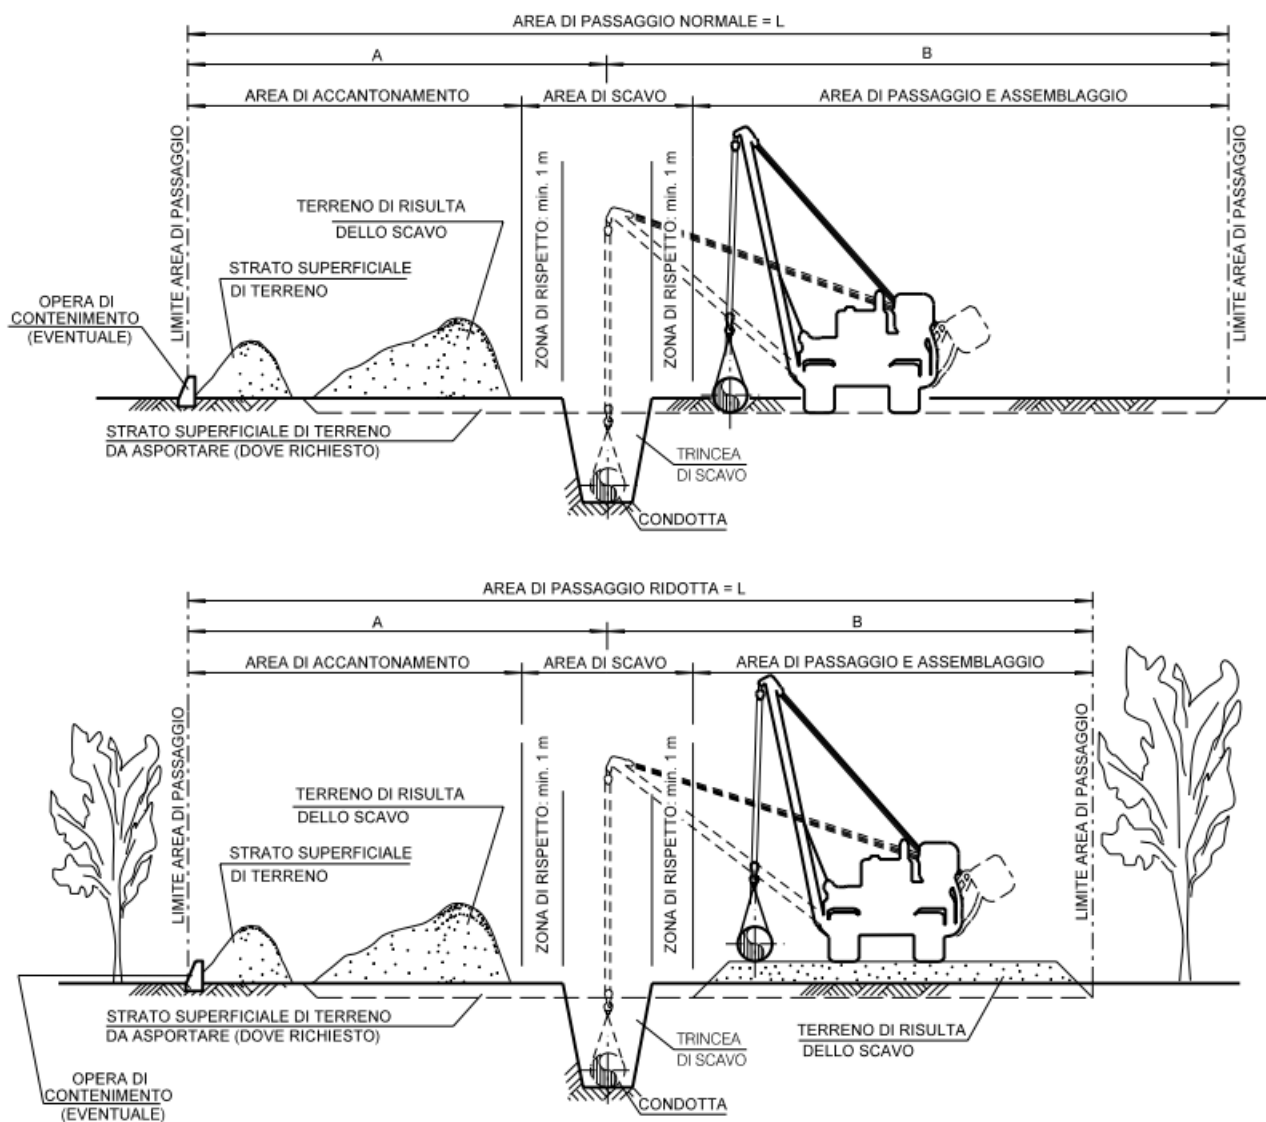 AREA DI PASSAGGIO NORMALE = L
A
B
AREA DI ACCANTONAMENTO
AREA DI SCAVO
AREA DI PASSAGGIO E ASSEMBLAGGIO
LIMITE AREA DI PASSAGGIO
ZONA DI RISPETTO: min. 1 m
ZONA DI RISPETTO: min. 1 m
LIMITE AREA DI PASSAGGIO
TERRENO DI RISULTA
DELLO SCAVO
STRATO SUPERFICIALE
DI TERRENO
OPERA DI
CONTENIMENTO
(EVENTUALE)
STRATO SUPERFICIALE DI TERRENO
DA ASPORTARE (DOVE RICHIESTO)
TRINCEA
DI SCAVO
CONDOTTA
AREA DI PASSAGGIO RIDOTTA = L
A
B
AREA DI ACCANTONAMENTO
AREA DI SCAVO
AREA DI PASSAGGIO E ASSEMBLAGGIO
LIMITE AREA DI PASSAGGIO
ZONA DI RISPETTO: min. 1 m
ZONA DI RISPETTO: min. 1 m
LIMITE AREA DI PASSAGGIO
TERRENO DI RISULTA
DELLO SCAVO
STRATO SUPERFICIALE
DI TERRENO
STRATO SUPERFICIALE DI TERRENO
DA ASPORTARE (DOVE RICHIESTO)
TRINCEA
DI SCAVO
TERRENO DI RISULTA
DELLO SCAVO
OPERA DI
CONTENIMENTO
(EVENTUALE)
CONDOTTA